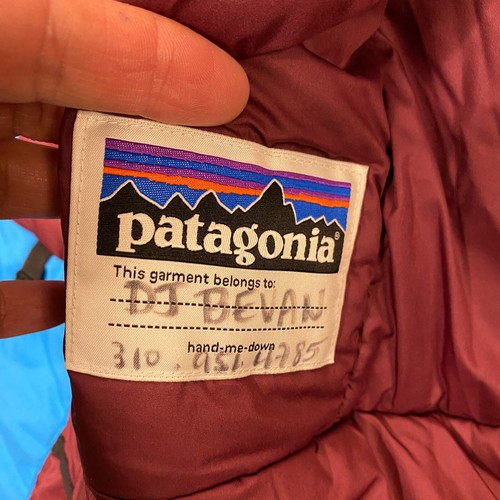 patagonia®
This garment belongs to:
DJ BEVAN
hand-me-down
310.951.4785